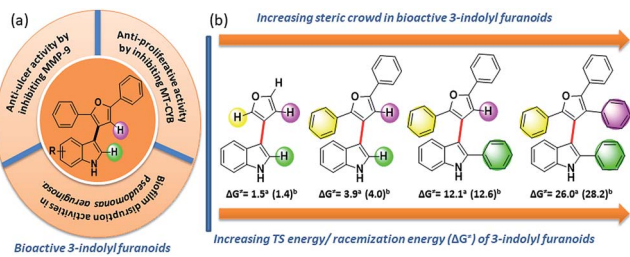 (a)
Anti-ulcer activity by
inhibiting MMP-9
Anti-proliferative activity
by inhibiting MT-CYB
Biofilm disruption activities in
Pseudomonas aeruginosa.
O
H
H
R
N
H
Bioactive 3-indolyl furanoids
(b)
Increasing steric crowd in bioactive 3-indolyl furanoids
O
H
H
H
H
N
H
O
H
H
N
H
O
H
N
H
O
N
H
ΔG≠= 1.5ᵃ (1.4)ᵇ
ΔG≠= 3.9ᵃ (4.0)ᵇ
ΔG≠= 12.1ᵃ (12.6)ᵇ
ΔG≠= 26.0ᵃ (28.2)ᵇ
Increasing TS energy/ racemization energy (ΔG≠) of 3-indolyl furanoids